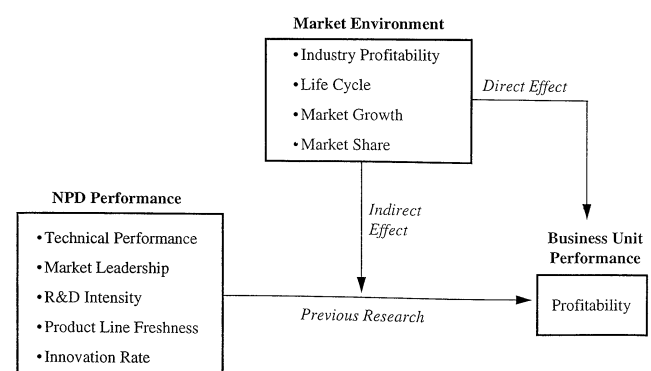 Market Environment
• Industry Profitability
• Life Cycle
• Market Growth
• Market Share
Direct Effect
Indirect
Effect
NPD Performance
• Technical Performance
• Market Leadership
• R&D Intensity
• Product Line Freshness
• Innovation Rate
Previous Research
Business Unit
Performance
Profitability